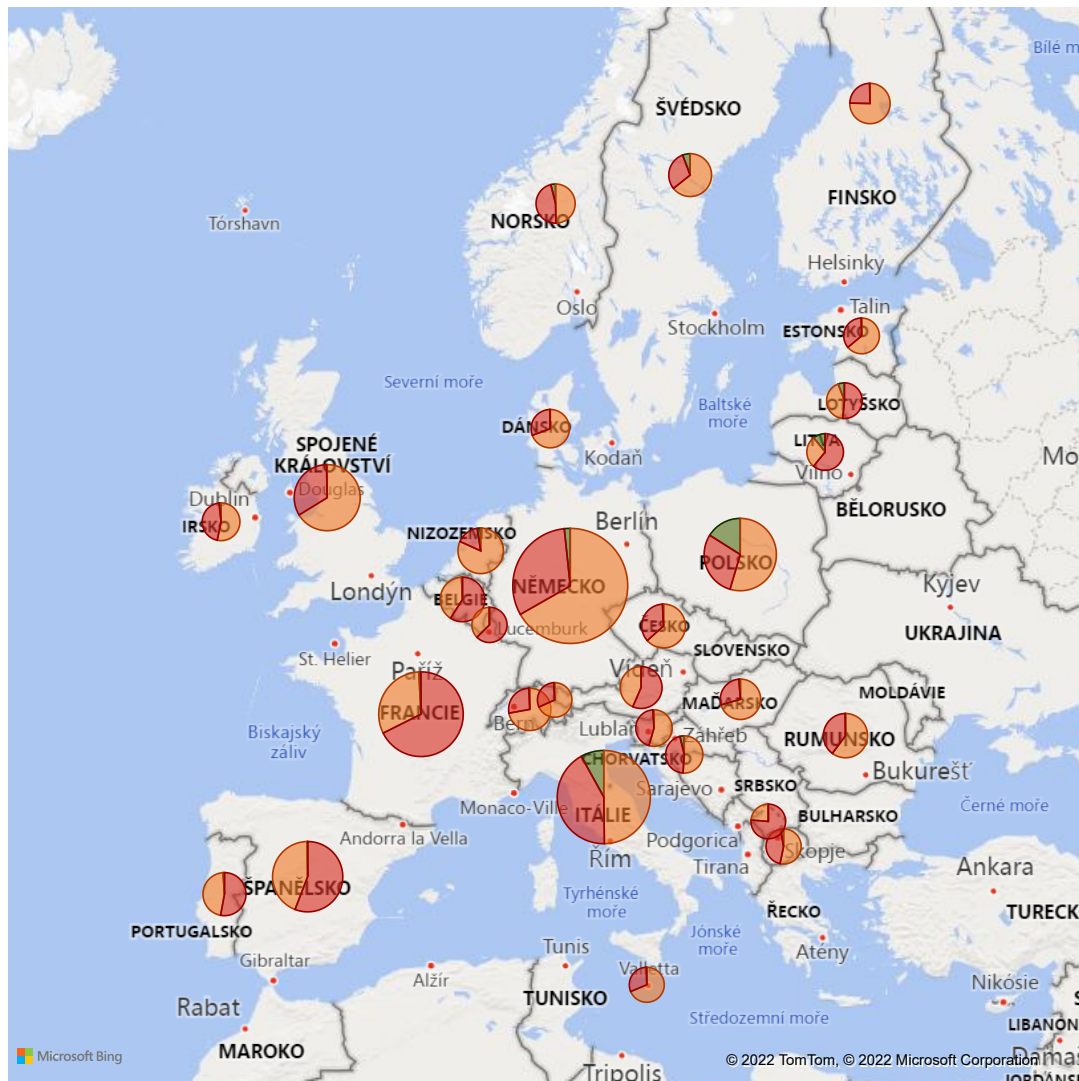 Bílé m
ŠVÉDSKO
FINSKO
Tórshavn
NORSKO
Helsinky
Oslo
Talin
Stockholm
ESTONSKO
Severní moře
Baltské
moře
LOTYŠSKO
DÁNSKO
Kodaň
LITVA
Vilno
Mo
SPOJENÉ
KRÁLOVSTVÍ
Douglas
Dublin
IRSKO
BĚLORUSKO
NIZOZEMSKO
Berlín
POLSKO
Londýn
BELGIE
NĚMECKO
Kyjev
Lucemburk
ČESKO
UKRAJINA
St. Helier
Paříž
SLOVENSKO
Vídeň
MOLDÁVIE
FRANCIE
Bern
MAĎARSKO
Biskajský
záliv
Lublaň
Záhřeb
RUMUNSKO
CHORVATSKO
Bukurešť
Sarajevo
SRBSKO
Monaco-Ville
ITÁLIE
BULHARSKO
Černé moře
Andorra la Vella
Podgorica
Skopje
Řím
Tirana
Ankara
ŠPANĚLSKO
Tyrhénské
moře
ŘECKO
TURECK
PORTUGALSKO
Jónské
moře
Atény
Gibraltar
Alžír
Tunis
Valletta
Nikósie
Rabat
TUNISKO
Středozemní moře
S
LIBANON
MAROKO
Microsoft Bing
Tripolis
© 2022 TomTom, © 2022 Microsoft Corporation
Damaš
JORDÁNS